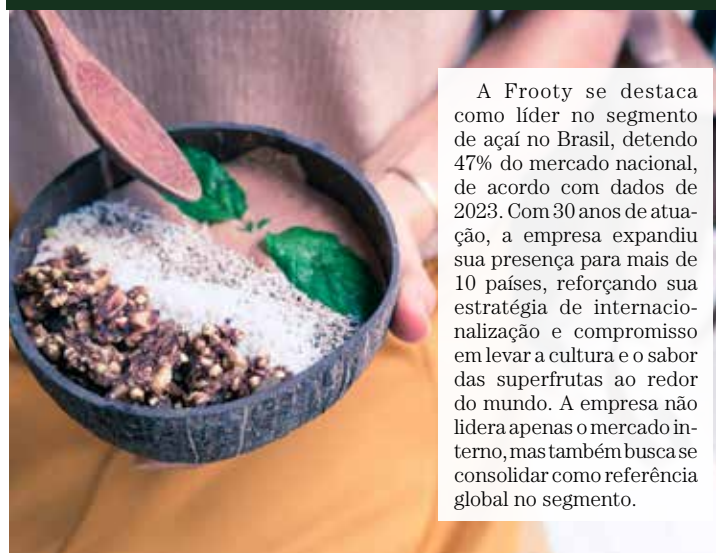 A Frooty se destaca
como líder no segmento
de açaí no Brasil, detendo
47% do mercado nacional,
de acordo com dados de
2023. Com 30 anos de atua-
ção, a empresa expandiu
sua presença para mais de
10 países, reforçando sua
estratégia de internacio-
nalização e compromisso
em levar a cultura e o sabor
das superfrutas ao redor
do mundo. A empresa não
lidera apenas o mercado in-
terno, mas também busca se
consolidar como referência
global no segmento.